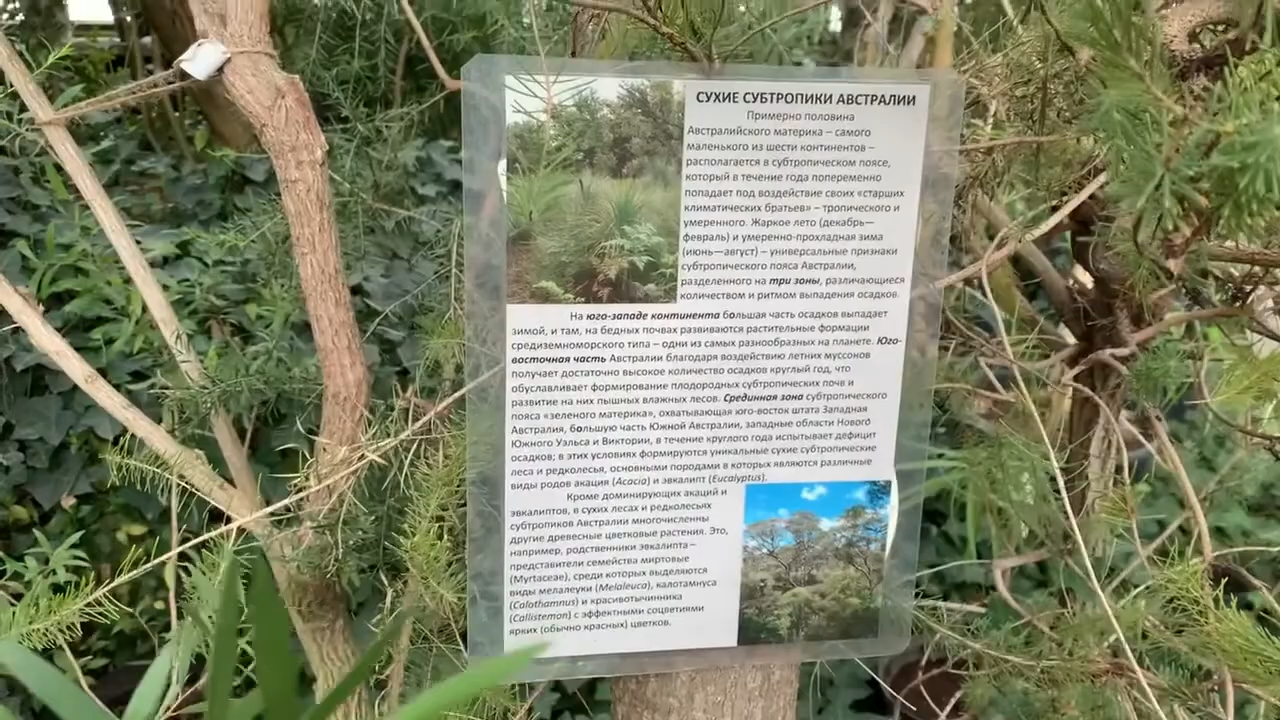 СУХИЕ СУБТРОПИКИ АВСТРАЛИИ
Примерно половина
Австралийского материка – самого
маленького из шести континентов –
располагается в субтропическом поясе,
который в течение года попеременно
попадает под воздействие своих «старших
климатических братьев» – тропического и
умеренного. Жаркое лето (декабрь—
февраль) и умеренно-прохладная зима
(июнь—август) – универсальные признаки
субтропического пояса Австралии,
разделенного на три зоны, различающиеся
количеством и ритмом выпадения осадков.
На юго-западе континента большая часть осадков выпадает
зимой, и там, на бедных почвах развиваются растительные формации
средиземноморского типа – одни из самых разнообразных на планете. Юго-
восточная часть Австралии благодаря воздействию летних муссонов
получает достаточно высокое количество осадков круглый год, что
обуславливает формирование плодородных субтропических почв и
развитие на них пышных влажных лесов. Срединная зона субтропического
пояса «зеленого материка», охватывающая юго-восток штата Западная
Австралия, большую часть Южной Австралии, западные области Нового
Южного Уэльса и Виктории, в течение круглого года испытывает дефицит
осадков; в этих условиях формируются уникальные сухие субтропические
леса и редколесья, основными породами в которых являются различные
виды родов акация (Acacia) и эвкалипт (Eucalyptus).
Кроме доминирующих акаций и
эвкалиптов, в сухих лесах и редколесьях
субтропиков Австралии многочисленны
другие древесные цветковые растения. Это,
например, родственники эвкалипта –
представители семейства миртовые
(Myrtaceae), среди которых выделяются
виды мелалеуки (Melaleuca), калотамнуса
(Calothamnus) и красивотычинника
(Callistemon) с эффектными соцветиями
ярких (обычно красных) цветков.